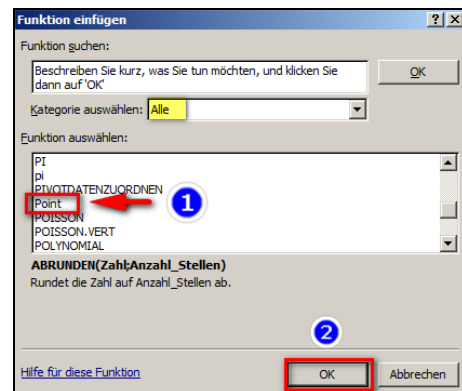 Funktion einfügen
Funktion suchen:
Beschreiben Sie kurz, was Sie tun möchten, und klicken Sie
dann auf 'OK'
OK
Kategorie auswählen: Alle
Funktion auswählen:
PI
pi
PIVOTDATENZUORDNEN
Point
1
POISSON
POISSON.VERT
POLYNOMIAL
ABRUNDEN(Zahl;Anzahl_Stellen)
Rundet die Zahl auf Anzahl_Stellen ab.
2
Hilfe für diese Funktion
OK
Abbrechen